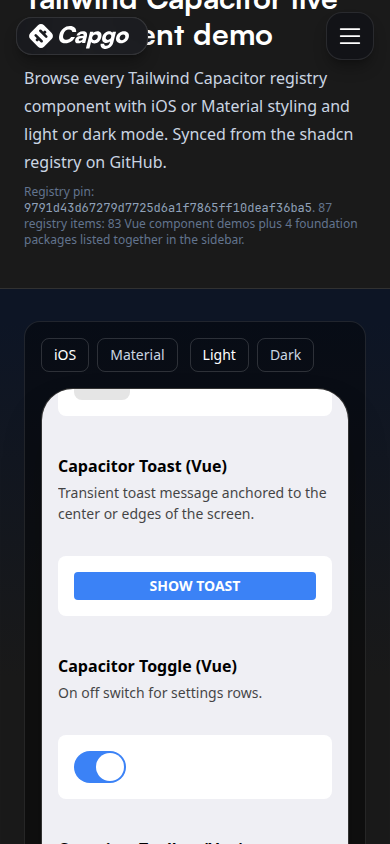 Tailwind Capacitor live
Capgo
ent demo
Browse every Tailwind Capacitor registry
component with iOS or Material styling and
light or dark mode. Synced from the shadcn
registry on GitHub.
Registry pin:
9791d43d67279d7725d6a1f7865ff10deaf36ba5. 87
registry items: 83 Vue component demos plus 4 foundation
packages listed together in the sidebar.
iOS Material Light Dark
Capacitor Toast (Vue)
Transient toast message anchored to the
center or edges of the screen.
SHOW TOAST
Capacitor Toggle (Vue)
On off switch for settings rows.